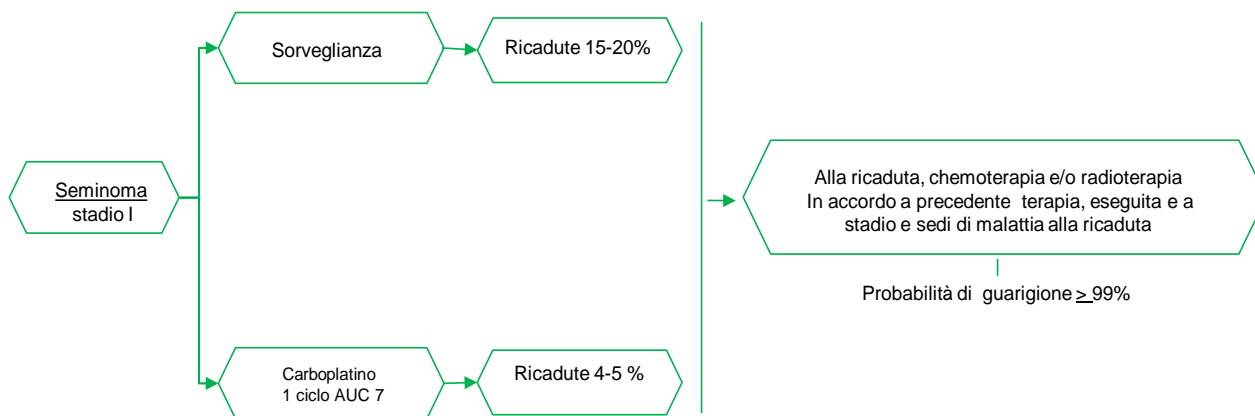 Sorveglianza
Ricadute 15-20%
Seminoma
stadio I
Alla ricaduta, chemoterapia e/o radioterapia
In accordo a precedente terapia, eseguita e a
stadio e sedi di malattia alla ricaduta
Probabilità di guarigione > 99%
Carboplatino
1 ciclo AUC 7
Ricadute 4-5 %